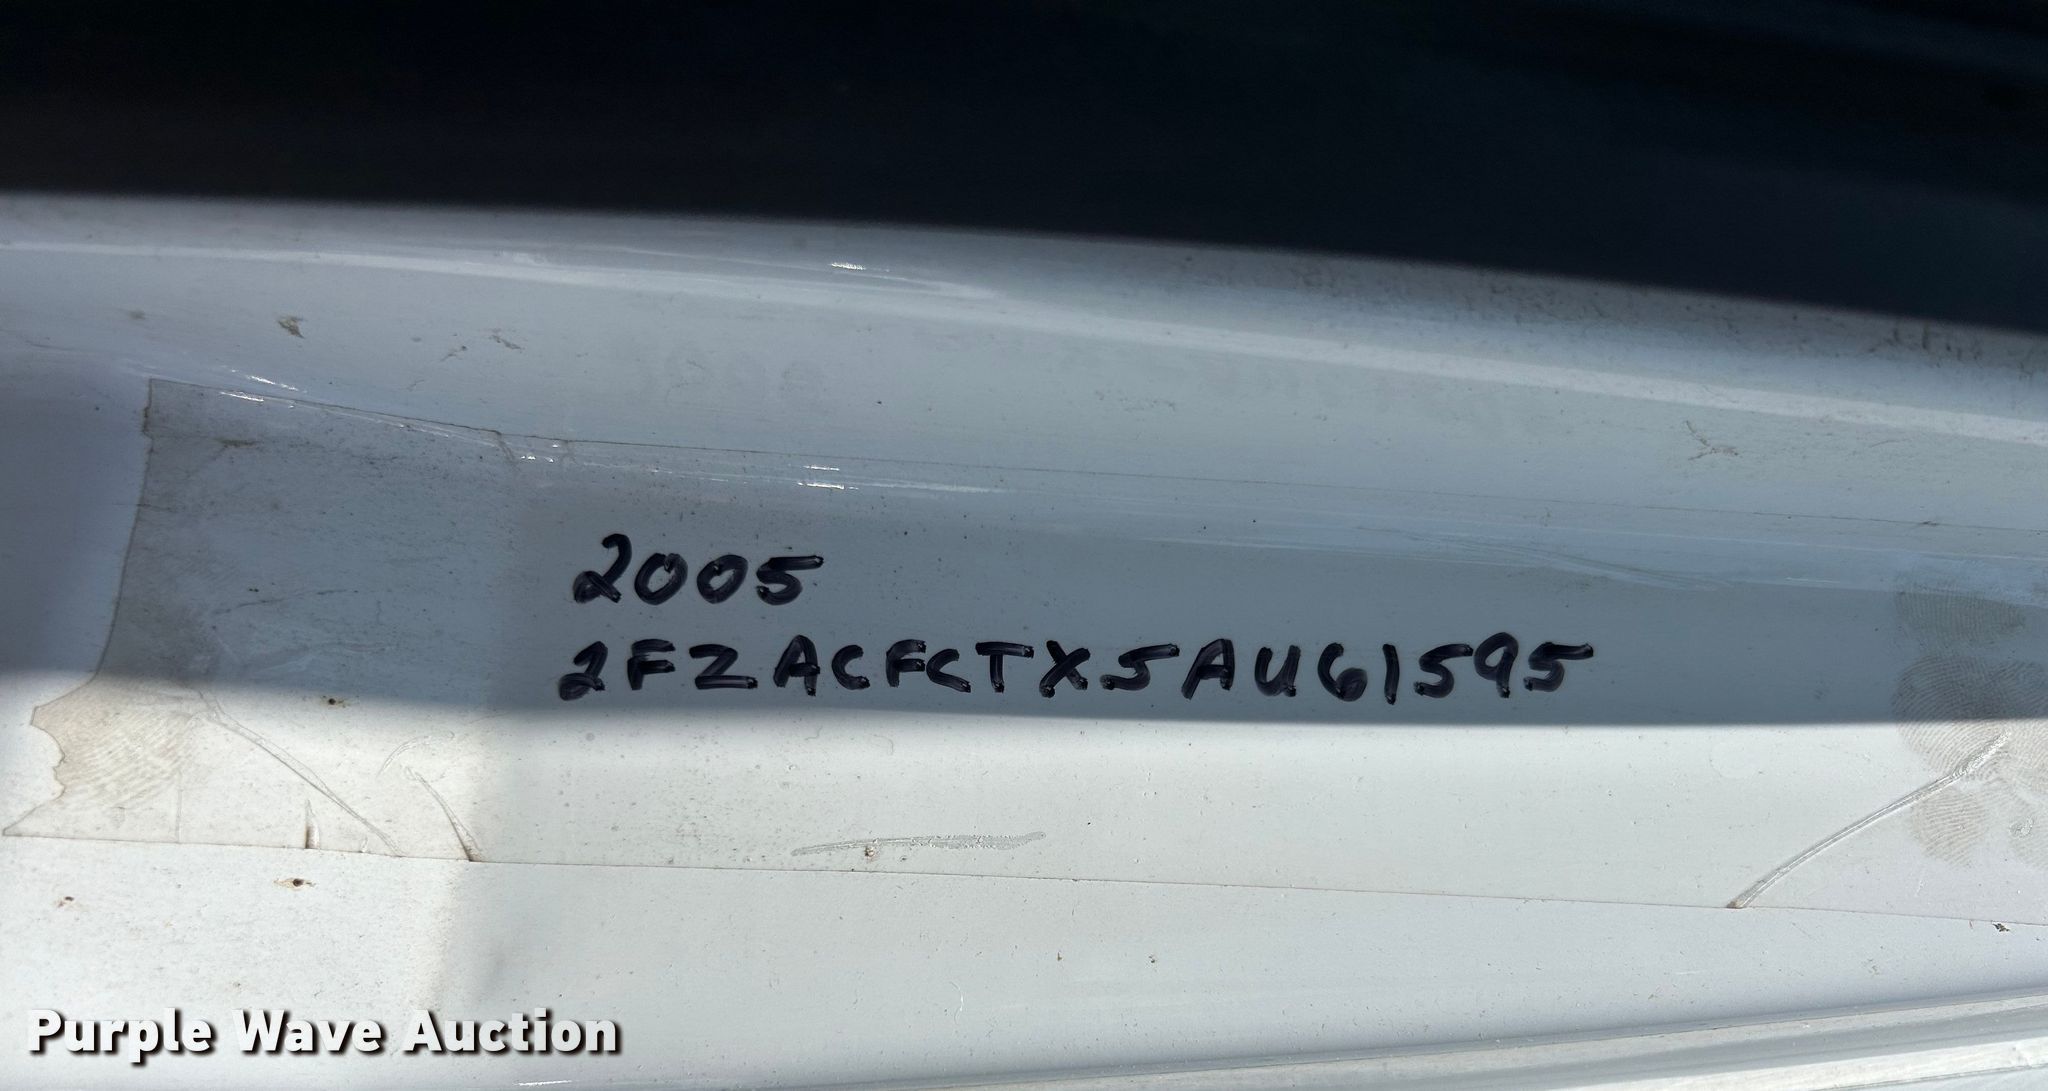 2005
2FZACFCTX5AU61595
Purple Wave Auction